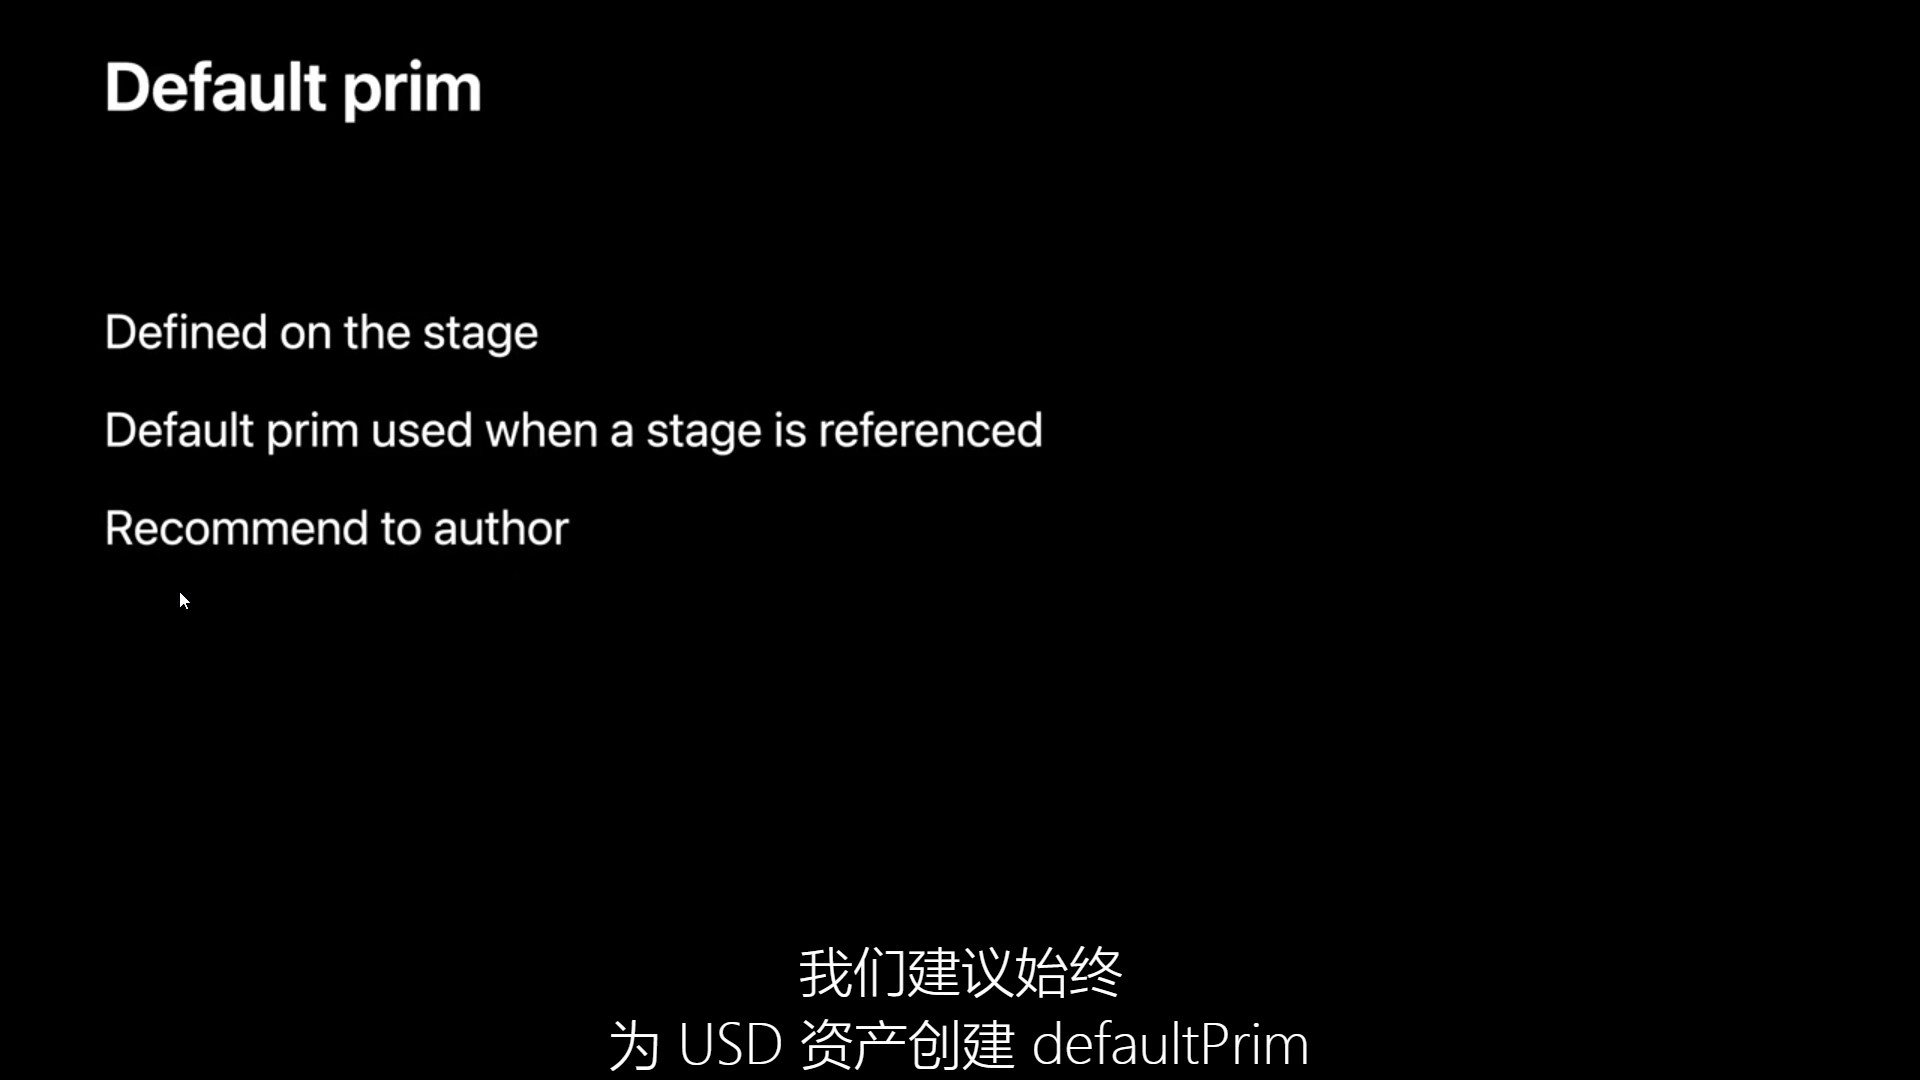 Default prim
Defined on the stage
Default prim used when a stage is referenced
Recommend to author
我们建议始终
为 USD 资产创建 defaultPrim